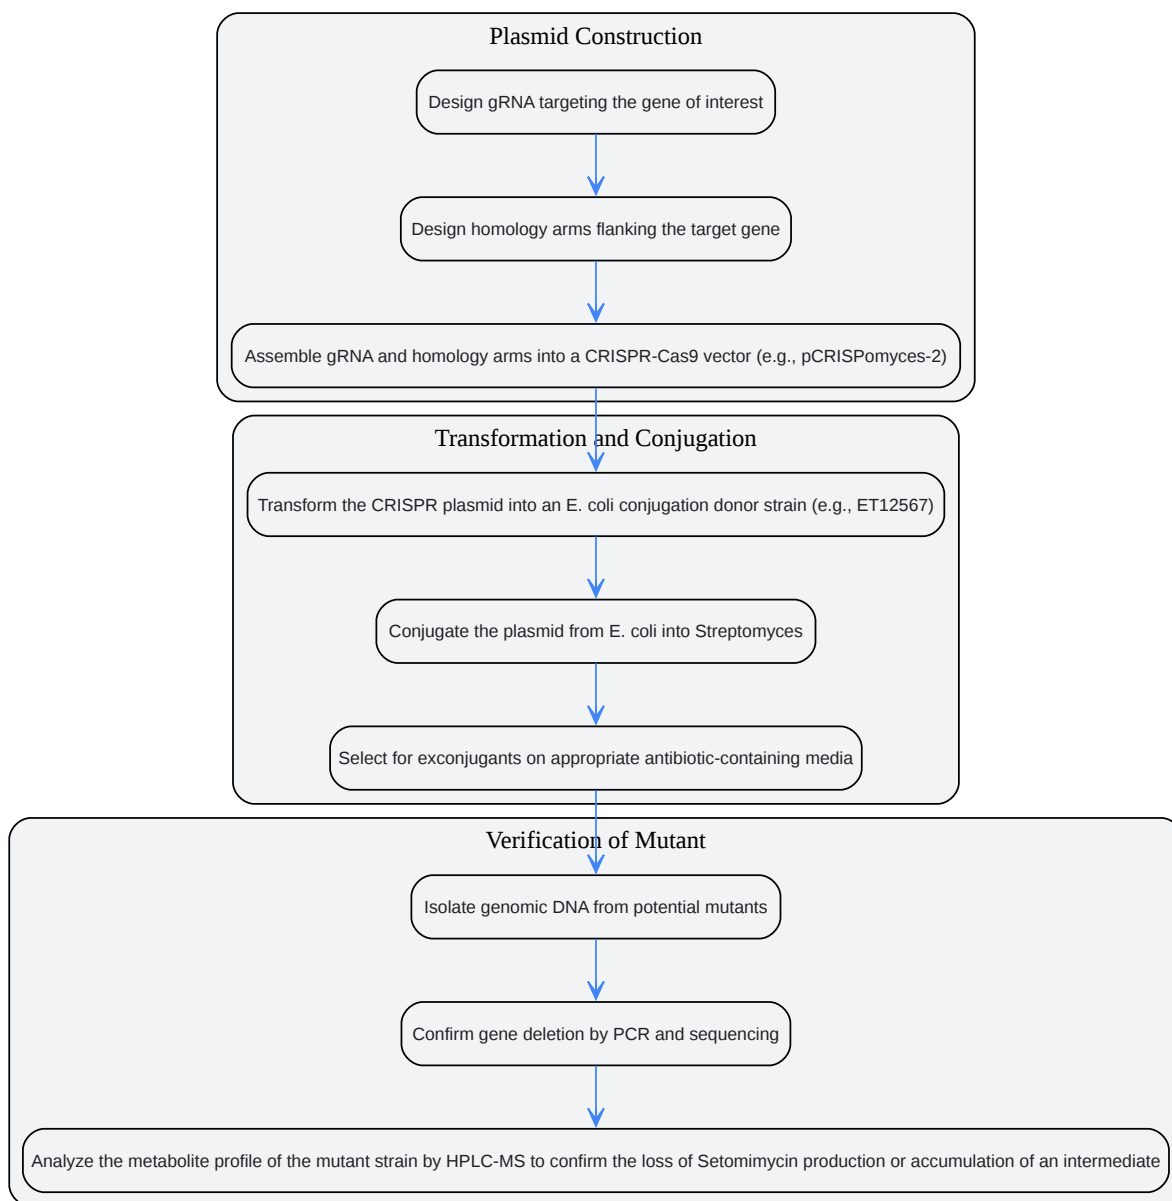 Plasmid Construction
Design gRNA targeting the gene of interest
Design homology arms flanking the target gene
Assemble gRNA and homology arms into a CRISPR-Cas9 vector (e.g., pCRISPomyces-2)
Transformation and Conjugation
Transform the CRISPR plasmid into an E. coli conjugation donor strain (e.g., ET12567)
Conjugate the plasmid from E. coli into Streptomyces
Select for exconjugants on appropriate antibiotic-containing media
Verification of Mutant
Isolate genomic DNA from potential mutants
Confirm gene deletion by PCR and sequencing
Analyze the metabolite profile of the mutant strain by HPLC-MS to confirm the loss of Setomimycin production or accumulation of an intermediate